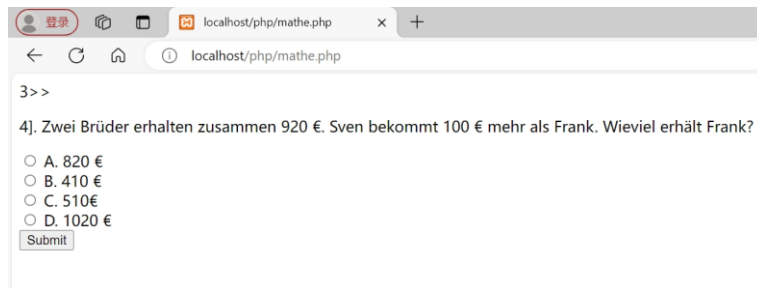 登录
localhost/php/mathe.php
localhost/php/mathe.php
3>>
4]. Zwei Brüder erhalten zusammen 920 €. Sven bekommt 100 € mehr als Frank. Wieviel erhält Frank?
A. 820 €
B. 410 €
C. 510€
D. 1020 €
Submit